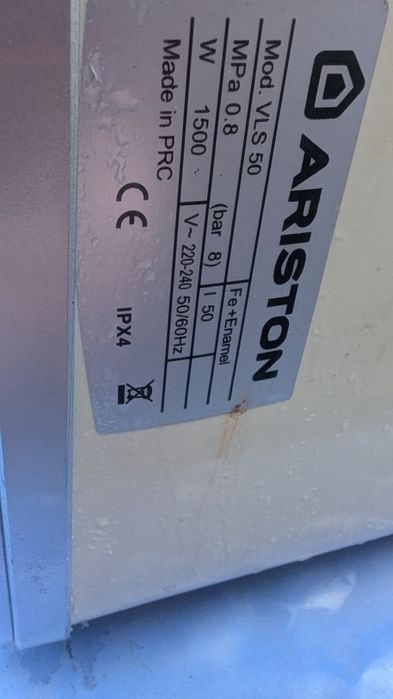 ARISTON
Mod. VLS 50
MPa 0.8 (bar 8) Fe+Enamel
W 1500 l 50
V~ 220-240 50/60Hz
Made in PRC
CE IPX4